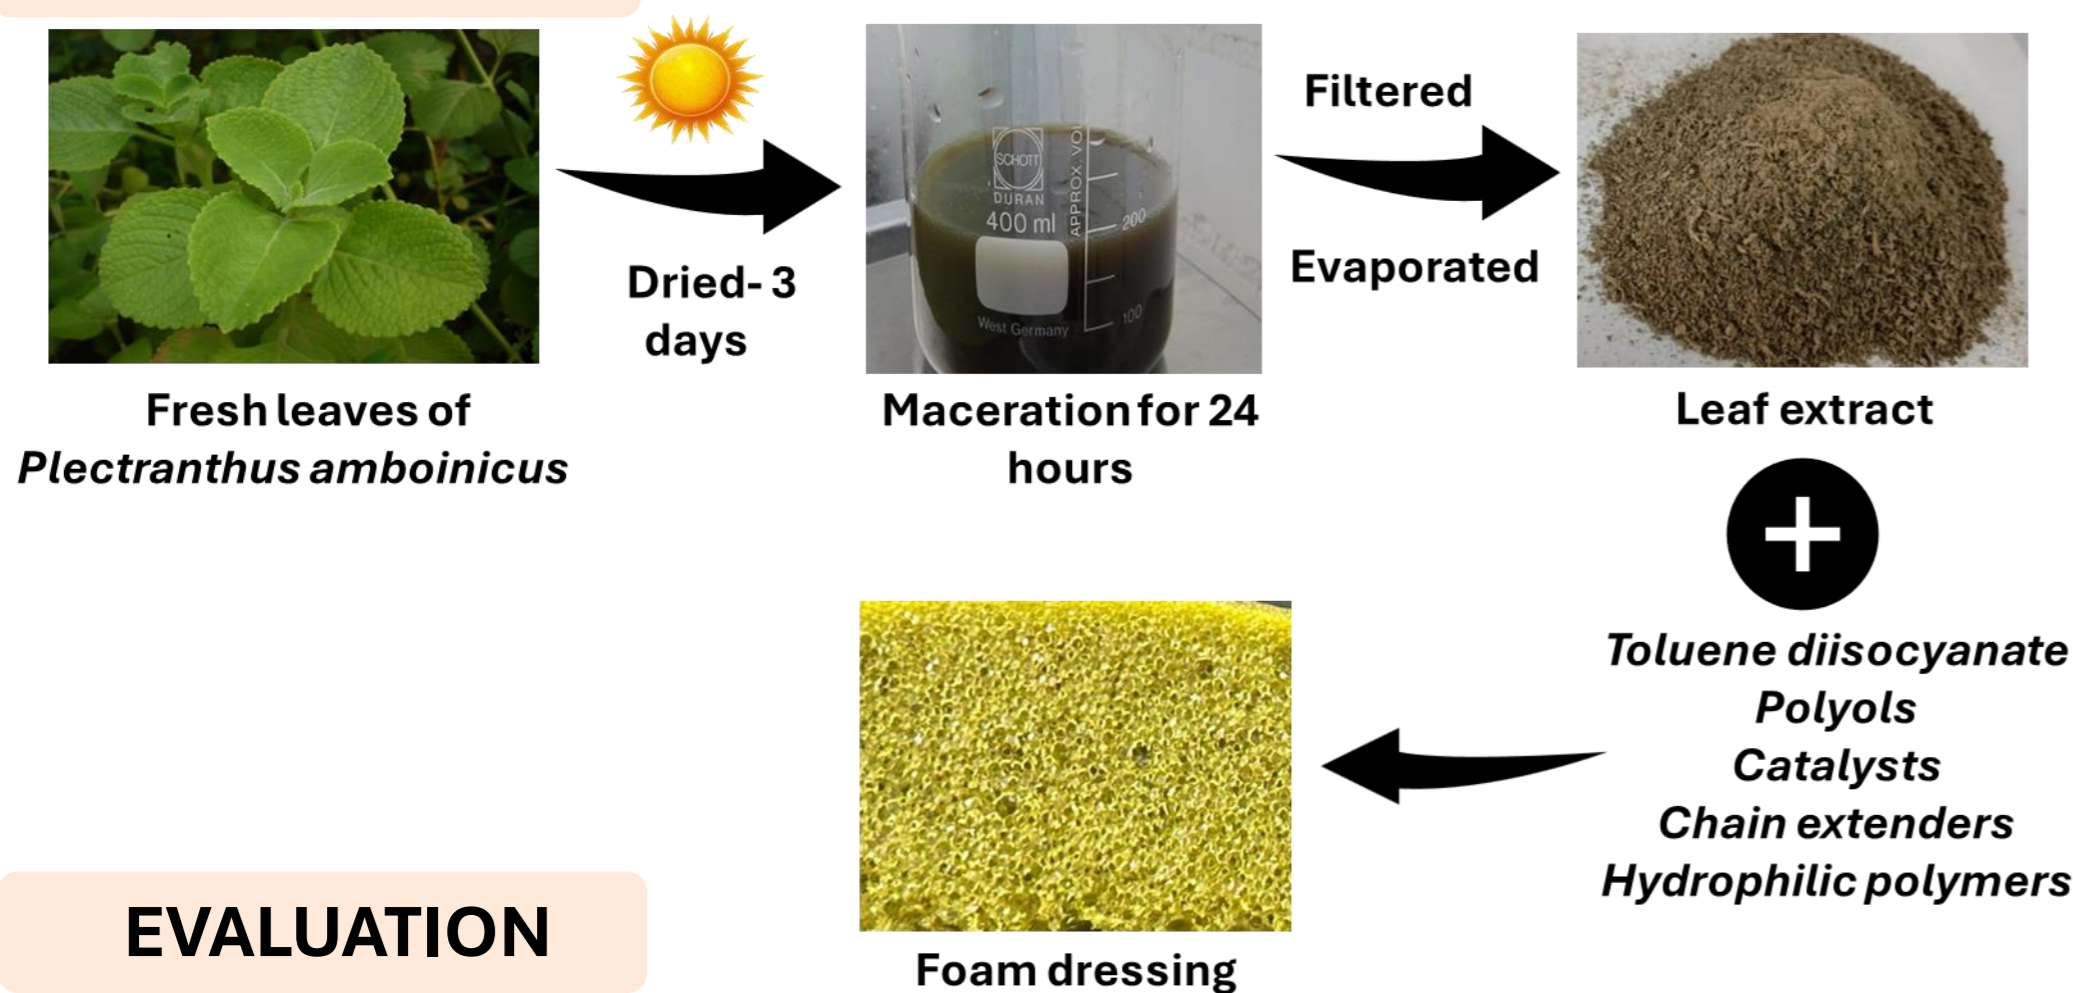 Fresh leaves of
Plectranthus amboinicus
Dried- 3
days
SCHOTT
DURAN
400 ml
APPROX. VOL
200
100
West Germany
Maceration for 24
hours
Filtered
Evaporated
Leaf extract
+
Toluene diisocyanate
Polyols
Catalysts
Chain extenders
Hydrophilic polymers
Foam dressing
EVALUATION